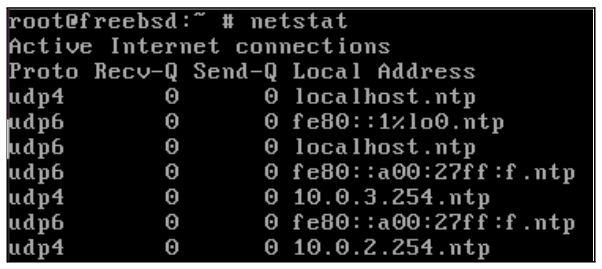 root@freebsd:~ # netstat
Active Internet connections
Proto Recv-Q Send-Q Local Address
udp4 0 0 localhost.ntp
udp6 0 0 fe80::1%lo0.ntp
udp6 0 0 localhost.ntp
udp6 0 0 fe80::a00:27ff:f.ntp
udp4 0 0 10.0.3.254.ntp
udp6 0 0 fe80::a00:27ff:f.ntp
udp4 0 0 10.0.2.254.ntp